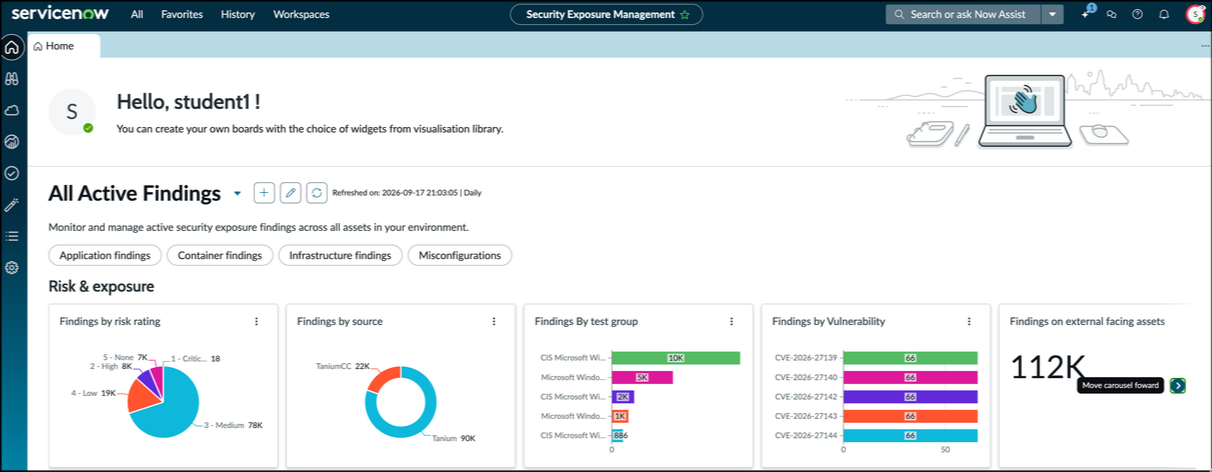 servicenow All Favorites History Workspaces Security Exposure Management Search or ask Now Assist 1 S
Home
S
Hello, student1 !
You can create your own boards with the choice of widgets from visualisation library.
All Active Findings Refreshed on: 2026-09-17 21:03:05 | Daily
Monitor and manage active security exposure findings across all assets in your environment.
Application findings Container findings Infrastructure findings Misconfigurations
Risk & exposure
Findings by risk rating
5 - None 7K
1 - Critic... 18
2 - High 8K
4 - Low 19K
3 - Medium 78K
Findings by source
TaniumCC 22K
Tanium 90K
Findings By test group
CIS Microsoft Wi... 10K
Microsoft Windo... 5K
CIS Microsoft Wi... 2K
Microsoft Windo... 1K
CIS Microsoft Wi... 886
0
Findings by Vulnerability
CVE-2026-27139 66
CVE-2026-27140 66
CVE-2026-27142 66
CVE-2026-27143 66
CVE-2026-27144 66
0 50
Findings on external facing assets
112K
Move carousel foward